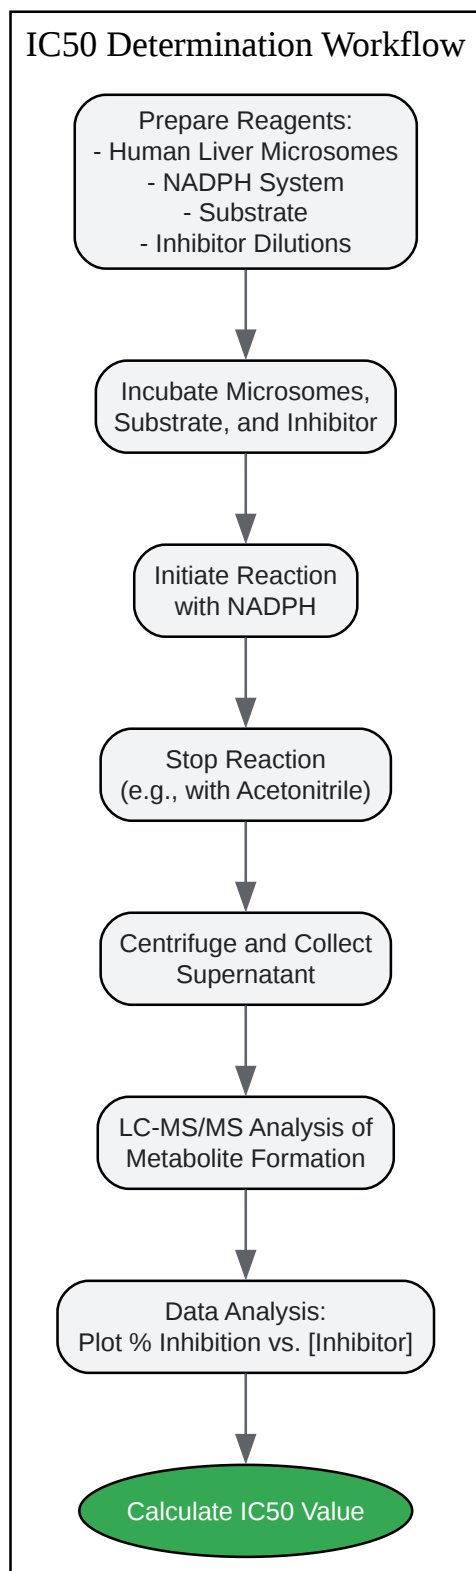 IC50 Determination Workflow
Prepare Reagents:
- Human Liver Microsomes
- NADPH System
- Substrate
- Inhibitor Dilutions
Incubate Microsomes,
Substrate, and Inhibitor
Initiate Reaction
with NADPH
Stop Reaction
(e.g., with Acetonitrile)
Centrifuge and Collect
Supernatant
LC-MS/MS Analysis of
Metabolite Formation
Data Analysis:
Plot % Inhibition vs. [Inhibitor]
Calculate IC50 Value